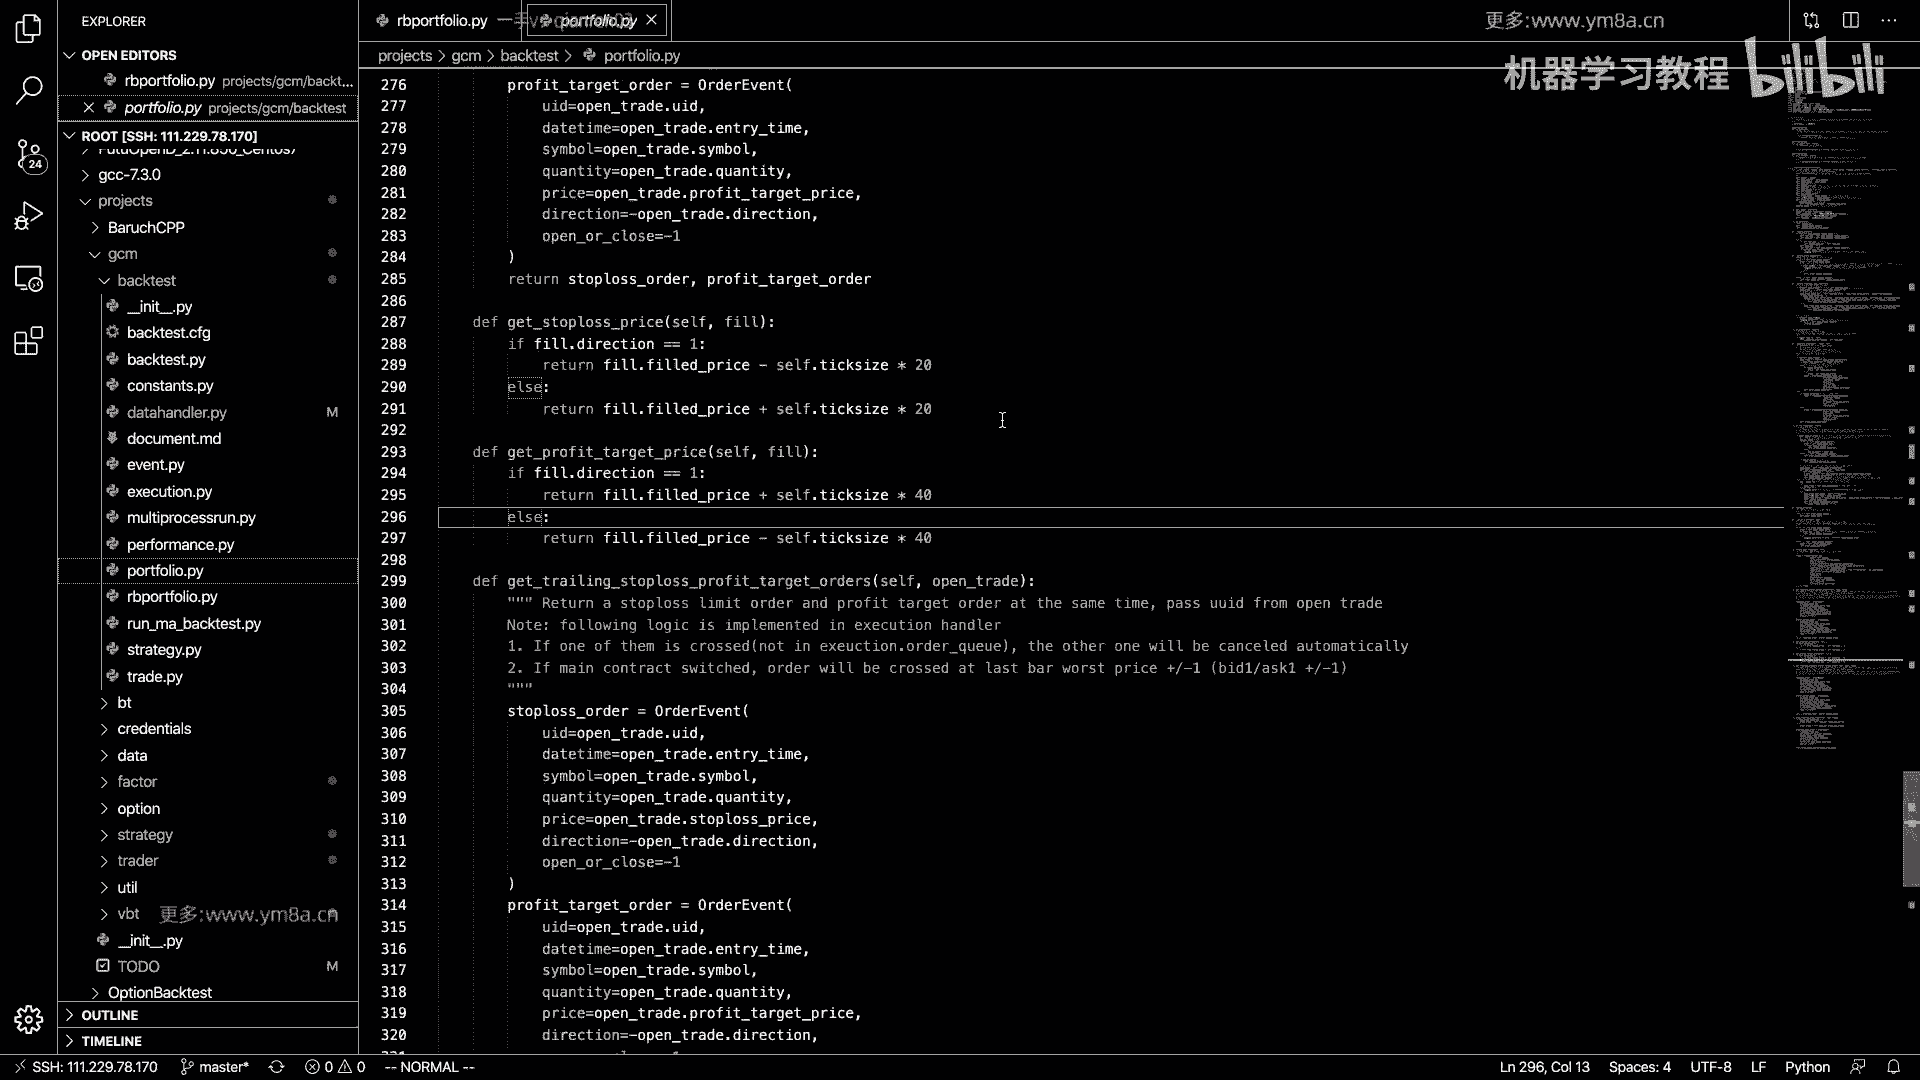 EXPLORER
OPEN EDITORS
rbportfolio.py projects/gcm/backt...
portfolio.py projects/gcm/backtest
ROOT [SSH: 111.229.78.170]
gcc-7.3.0
projects
BaruchCPP
gcm
backtest
__init__.py
backtest.cfg
backtest.py
constants.py
datahandler.py M
document.md
event.py
execution.py
multiprocessrun.py
performance.py
portfolio.py
rbportfolio.py
run_ma_backtest.py
strategy.py
trade.py
bt
credentials
data
factor
option
strategy
trader
util
vbt 更多:www.ym8a.cn
__init__.py
TODO M
OptionBacktest
OUTLINE
TIMELINE
24
rbportfolio.py
portfolio.py
更多:www.ym8a.cn
机器学习教程 bilibili
projects > gcm > backtest > portfolio.py
276 profit_target_order = OrderEvent(
277 uid=open_trade.uid,
278 datetime=open_trade.entry_time,
279 symbol=open_trade.symbol,
280 quantity=open_trade.quantity,
281 price=open_trade.profit_target_price,
282 direction=-open_trade.direction,
283 open_or_close=-1
284 )
285 return stoploss_order, profit_target_order
286
287 def get_stoploss_price(self, fill):
288 if fill.direction == 1:
289 return fill.filled_price - self.ticksize * 20
290 else:
291 return fill.filled_price + self.ticksize * 20
292
293 def get_profit_target_price(self, fill):
294 if fill.direction == 1:
295 return fill.filled_price + self.ticksize * 40
296 else:
297 return fill.filled_price - self.ticksize * 40
298
299 def get_trailing_stoploss_profit_target_orders(self, open_trade):
300 """ Return a stoploss limit order and profit target order at the same time, pass uuid from open trade
301 Note: following logic is implemented in execution handler
302 1. If one of them is crossed(not in exeuction.order_queue), the other one will be canceled automatically
303 2. If main contract switched, order will be crossed at last bar worst price +/-1 (bid1/ask1 +/-1)
304 """
305 stoploss_order = OrderEvent(
306 uid=open_trade.uid,
307 datetime=open_trade.entry_time,
308 symbol=open_trade.symbol,
309 quantity=open_trade.quantity,
310 price=open_trade.stoploss_price,
311 direction=-open_trade.direction,
312 open_or_close=-1
313 )
314 profit_target_order = OrderEvent(
315 uid=open_trade.uid,
316 datetime=open_trade.entry_time,
317 symbol=open_trade.symbol,
318 quantity=open_trade.quantity,
319 price=open_trade.profit_target_price,
320 direction=-open_trade.direction,
SSH: 111.229.78.170 master* 0 0 -- NORMAL -- Ln 296, Col 13 Spaces: 4 UTF-8 LF Python